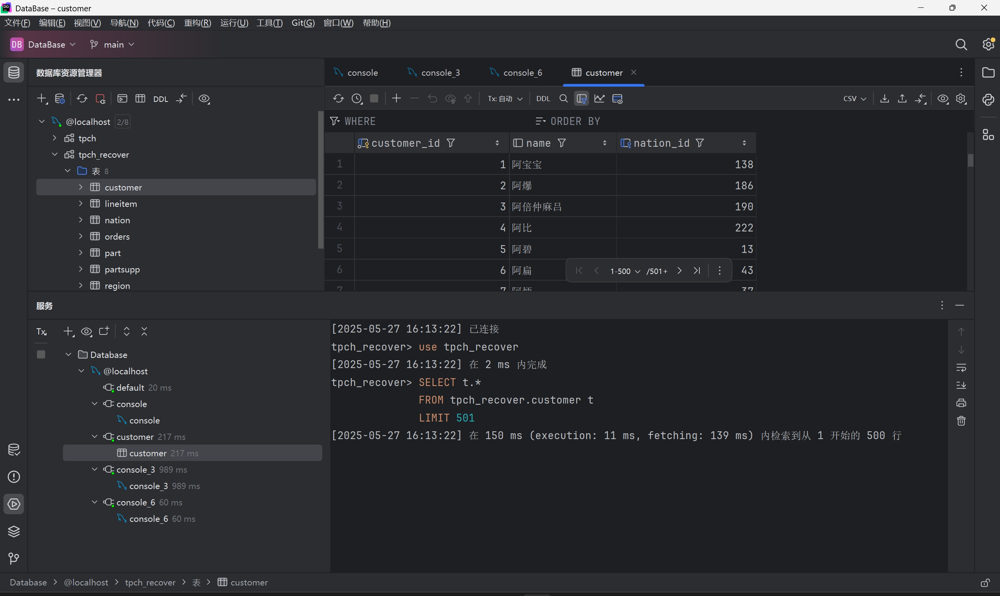 DataBase – customer
文件(F) 编辑(E) 视图(V) 导航(N) 代码(C) 重构(R) 运行(U) 工具(T) Git(G) 窗口(W) 帮助(H)
DB DataBase main
数据库资源管理器
console console_3 console_6 customer
DDL
Tx: 自动 DDL CSV
@localhost 2/8
tpch
tpch_recover
表 8
customer
lineitem
nation
orders
part
partsupp
region
WHERE ORDER BY
customer_id name nation_id
1 1 阿宝宝 138
2 2 阿爆 186
3 3 阿倍仲麻吕 190
4 4 阿比 222
5 5 阿碧 13
6 6 阿扁 43
7 7 37
1-500 /501+
服务
Tx
Database
@localhost
default 20 ms
console
console
customer 217 ms
customer 217 ms
console_3 989 ms
console_3 989 ms
console_6 60 ms
console_6 60 ms
[2025-05-27 16:13:22] 已连接
tpch_recover> use tpch_recover
[2025-05-27 16:13:22] 在 2 ms 内完成
tpch_recover> SELECT t.*
FROM tpch_recover.customer t
LIMIT 501
[2025-05-27 16:13:22] 在 150 ms (execution: 11 ms, fetching: 139 ms) 内检索到从 1 开始的 500 行
Database > @localhost > tpch_recover > 表 > customer